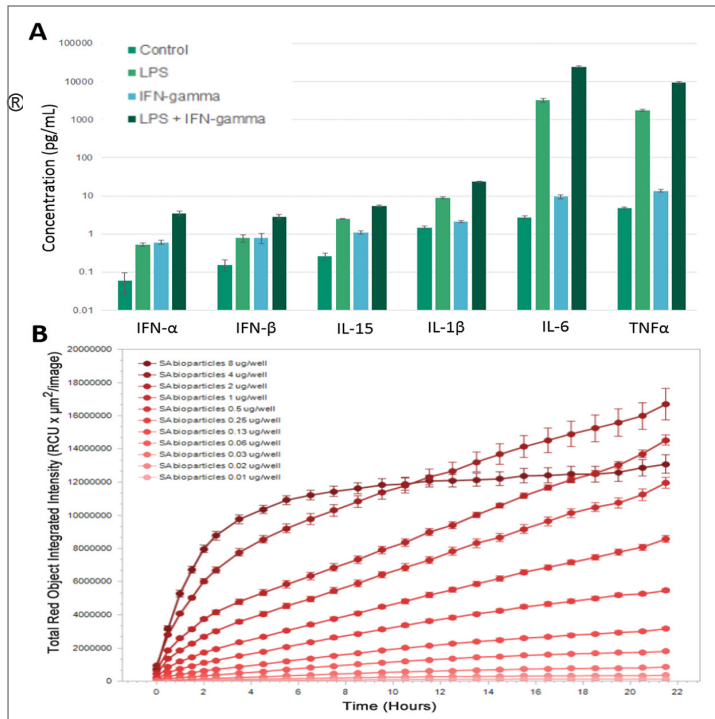 A
Control
LPS
IFN-gamma
LPS + IFN-gamma
®
Concentration (pg/mL)
100000
10000
1000
100
10
1
0.1
0.01
IFN-α
IFN-β
IL-15
IL-1β
IL-6
TNFα
B
SAbioparticles 8 ug/well
SAbioparticles 4 ug/well
SAbioparticles 2 ug/well
SAbioparticles 1 ug/well
SAbioparticles 0.5 ug/well
SAbioparticles 0.25 ug/well
SAbioparticles 0.13 ug/well
SAbioparticles 0.06 ug/well
SAbioparticles 0.03 ug/well
SAbioparticles 0.02 ug/well
SAbioparticles 0.01 ug/well
Total Red Object Integrated Intensity (RCU x µm²/image)
20000000
18000000
16000000
14000000
12000000
10000000
8000000
6000000
4000000
2000000
0
0
2
4
6
8
10
12
14
16
18
20
22
Time (Hours)